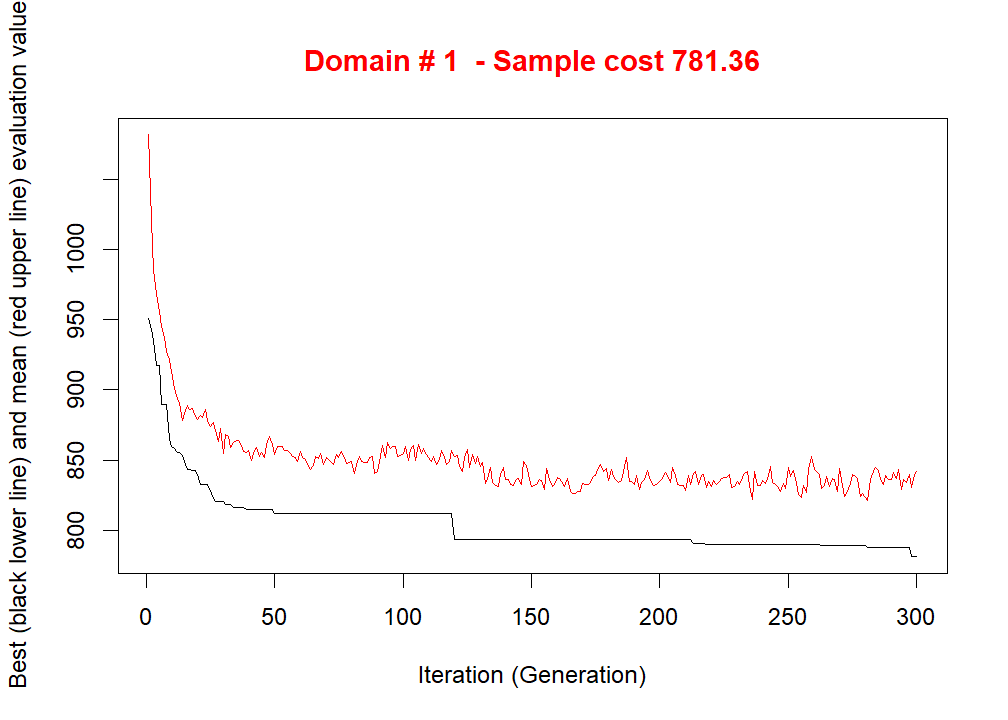 Domain # 1  - Sample cost 781.36
Best (black lower line) and mean (red upper line) evaluation value
1000
950
900
850
800
0 50 100 150 200 250 300
Iteration (Generation)